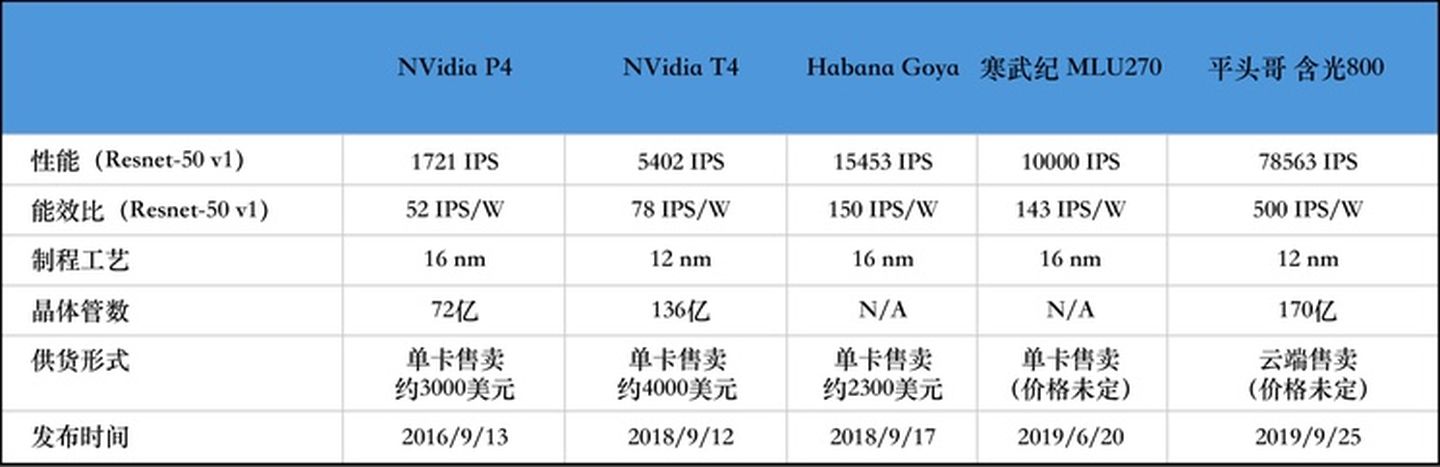 NVidia P4 NVidia T4 Habana Goya 寒武纪 MLU270 平头哥 含光800
性能（Resnet-50 v1） 1721 IPS 5402 IPS 15453 IPS 10000 IPS 78563 IPS
能效比（Resnet-50 v1） 52 IPS/W 78 IPS/W 150 IPS/W 143 IPS/W 500 IPS/W
制程工艺 16 nm 12 nm 16 nm 16 nm 12 nm
晶体管数 72亿 136亿 N/A N/A 170亿
供货形式 单卡售卖 单卡售卖 单卡售卖 单卡售卖 云端售卖
约3000美元 约4000美元 约2300美元 （价格未定） （价格未定）
发布时间 2016/9/13 2018/9/12 2018/9/17 2019/6/20 2019/9/25